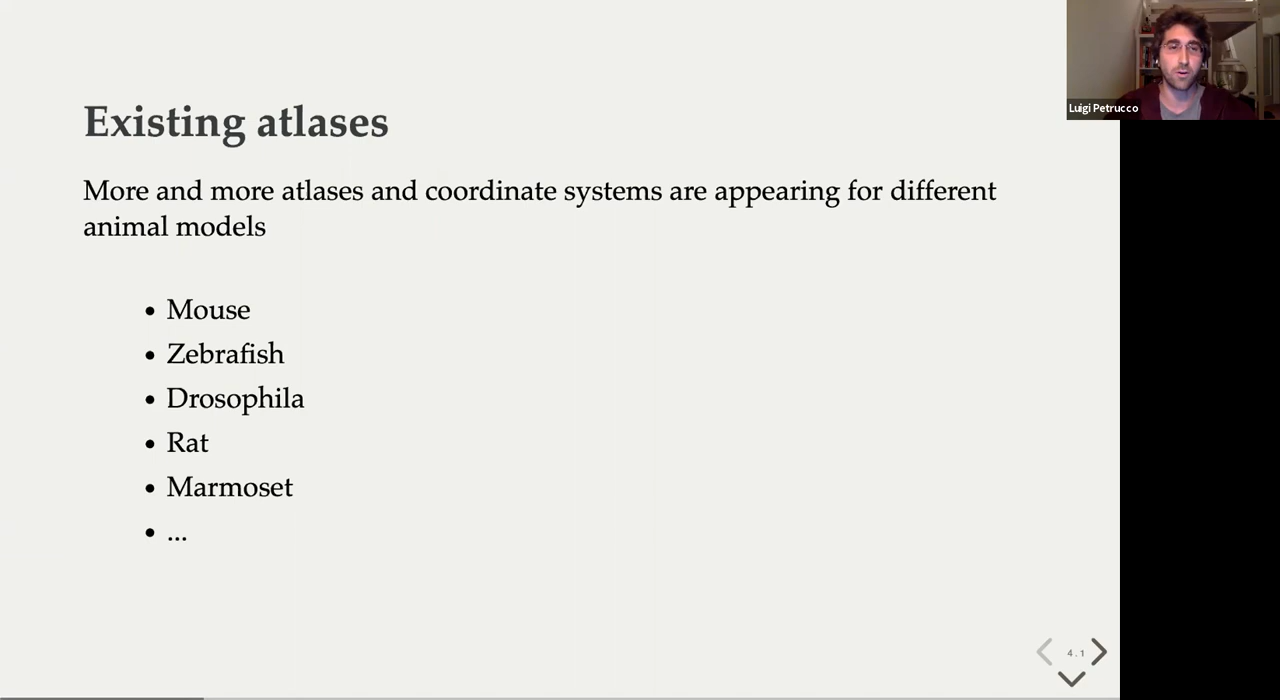 Luigi Petrucco
Existing atlases
More and more atlases and coordinate systems are appearing for different
animal models
• Mouse
• Zebrafish
• Drosophila
• Rat
• Marmoset
• ...
4.1